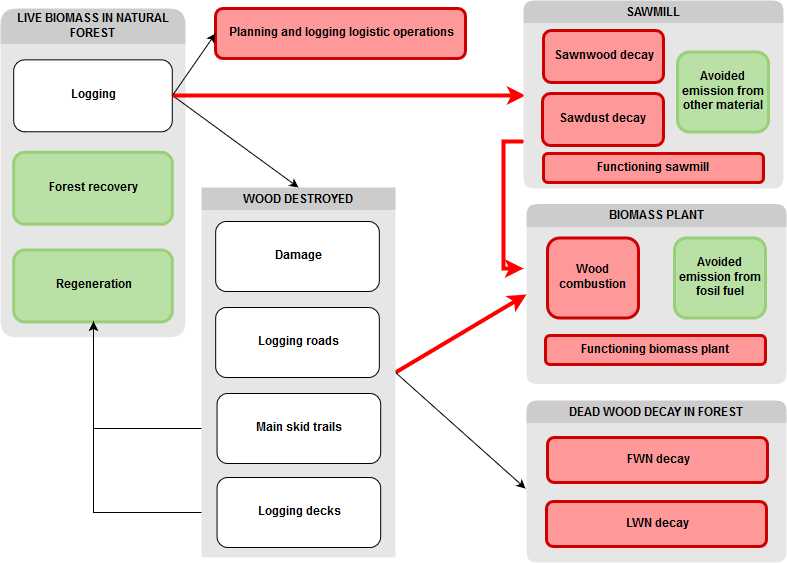 LIVE BIOMASS IN NATURAL
FOREST
Logging
Forest recovery
Regeneration
Planning and logging logistic operations
WOOD DESTROYED
Damage
Logging roads
Main skid trails
Logging decks
SAWMILL
Sawnwood decay
Sawdust decay
Avoided
emission from
other material
Functioning sawmill
BIOMASS PLANT
Wood
combustion
Avoided
emission from
fosil fuel
Functioning biomass plant
DEAD WOOD DECAY IN FOREST
FWN decay
LWN decay